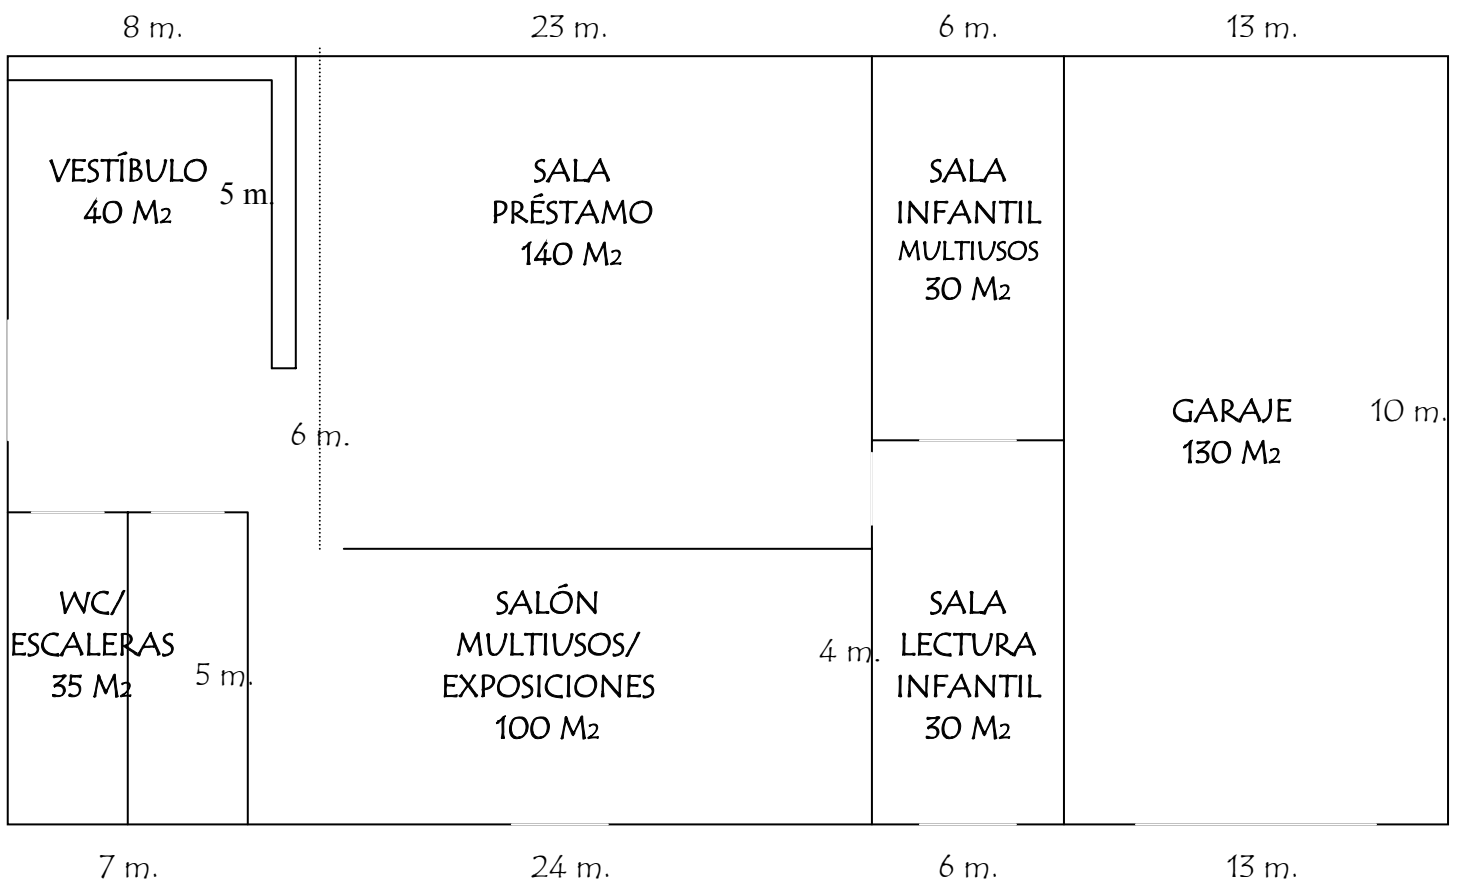 8 m.
23 m.
6 m.
13 m.
VESTÍBULO
40 M2
5 m.
SALA
PRÉSTAMO
140 M2
SALA
INFANTIL
MULTIUSOS
30 M2
GARAJE
130 M2
10 m.
6 m.
WC/
ESCALERAS
35 M2
5 m.
SALÓN
MULTIUSOS/
EXPOSICIONES
100 M2
4 m.
SALA
LECTURA
INFANTIL
30 M2
7 m.
24 m.
6 m.
13 m.